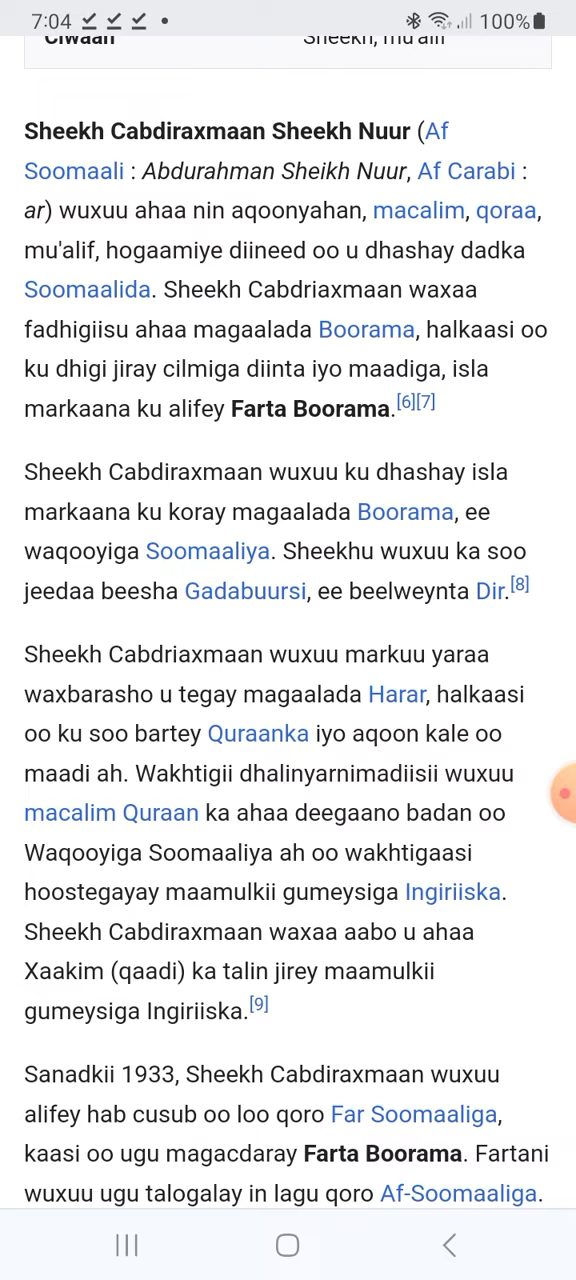 7:04
100%
Ciwaan Sheekh, mu'alif
Sheekh Cabdiraxmaan Sheekh Nuur (Af
Soomaali : Abdurahman Sheikh Nuur, Af Carabi :
ar) wuxuu ahaa nin aqoonyahan, macalim, qoraa,
mu'alif, hogaamiye diineed oo u dhashay dadka
Soomaalida. Sheekh Cabdriaxmaan waxaa
fadhigiisu ahaa magaalada Boorama, halkaasi oo
ku dhigi jiray cilmiga diinta iyo maadiga, isla
markaana ku alifey Farta Boorama.[6][7]
Sheekh Cabdiraxmaan wuxuu ku dhashay isla
markaana ku koray magaalada Boorama, ee
waqooyiga Soomaaliya. Sheekhu wuxuu ka soo
jeedaa beesha Gadabuursi, ee beelweynta Dir.[8]
Sheekh Cabdriaxmaan wuxuu markuu yaraa
waxbarasho u tegay magaalada Harar, halkaasi
oo ku soo bartey Quraanka iyo aqoon kale oo
maadi ah. Wakhtigii dhalinyarnimadiisii wuxuu
macalim Quraan ka ahaa deegaano badan oo
Waqooyiga Soomaaliya ah oo wakhtigaasi
hoostegayay maamulkii gumeysiga Ingiriiska.
Sheekh Cabdiraxmaan waxaa aabo u ahaa
Xaakim (qaadi) ka talin jirey maamulkii
gumeysiga Ingiriiska.[9]
Sanadkii 1933, Sheekh Cabdiraxmaan wuxuu
alifey hab cusub oo loo qoro Far Soomaaliga,
kaasi oo ugu magacdaray Farta Boorama. Fartani
wuxuu ugu talogalay in lagu qoro Af-Soomaaliga.